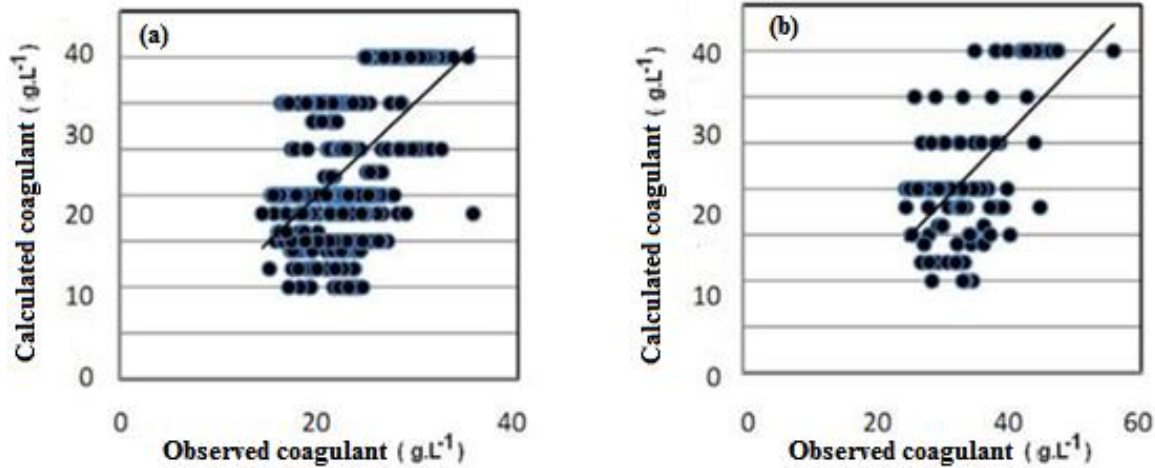 (a)
Calculated coagulant ( g.L-1)
40
30
20
10
0
0 20 40
Observed coagulant ( g.L-1)
(b)
Calculated coagulant ( g.L-1)
40
30
20
10
0
0 20 40 60
Observed coagulant ( g.L-1)